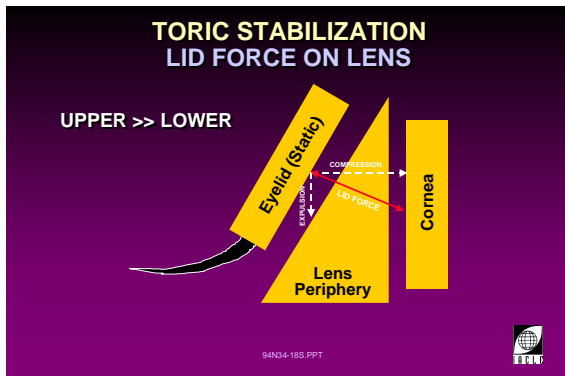 TORIC STABILIZATION
LID FORCE ON LENS
UPPER >> LOWER
Eyelid (Static)
COMPRESSION
EXPULSION
LID FORCE
Cornea
Lens
Periphery
94N34-18S.PPT
IACLE